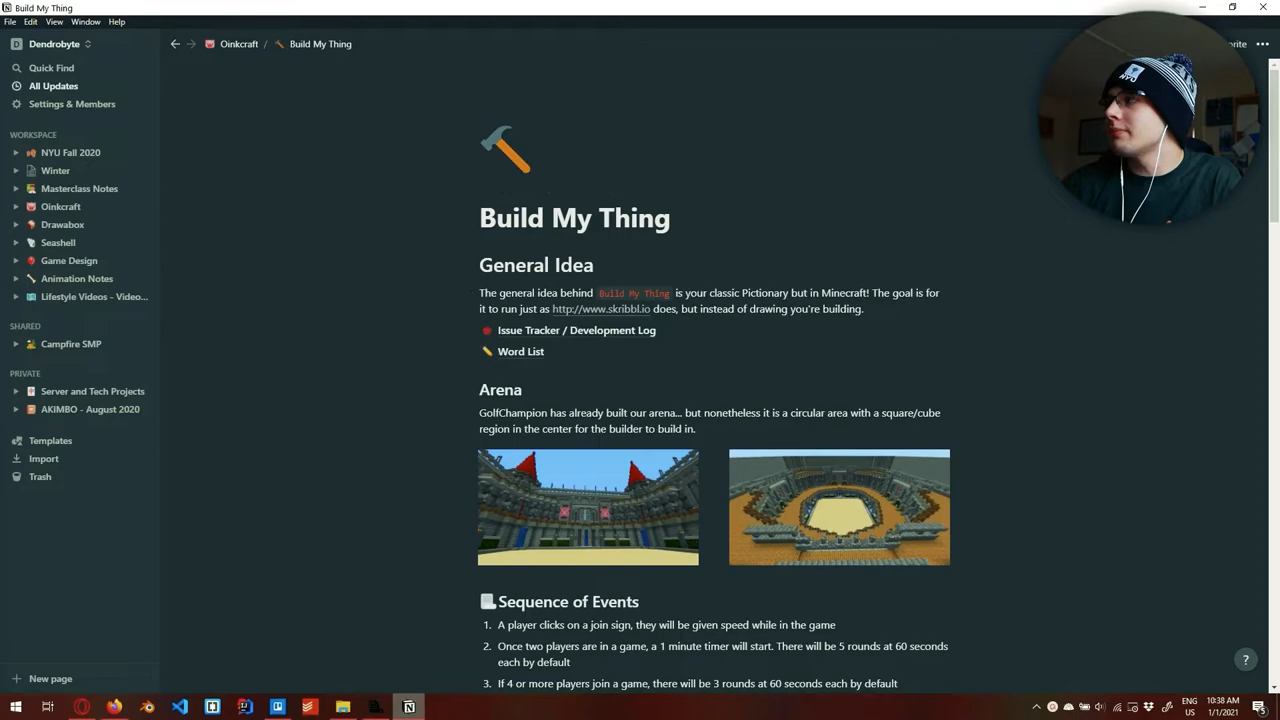 Build My Thing
File Edit View Window Help
Dendrobyte
Oinkcraft / Build My Thing
Quick Find
All Updates
Settings & Members
WORKSPACE
NYU Fall 2020
Winter
Masterclass Notes
Oinkcraft
Drawabox
Seashell
Game Design
Animation Notes
Lifestyle Videos - Video...
SHARED
Campfire SMP
PRIVATE
Server and Tech Projects
AKIMBO - August 2020
Templates
Import
Trash
New page
NYU
Build My Thing
General Idea
The general idea behind Build My Thing is your classic Pictionary but in Minecraft! The goal is for
it to run just as http://www.skribbl.io does, but instead of drawing you're building.
Issue Tracker / Development Log
Word List
Arena
GolfChampion has already built our arena... but nonetheless it is a circular area with a square/cube
region in the center for the builder to build in.
Sequence of Events
1. A player clicks on a join sign, they will be given speed while in the game
2. Once two players are in a game, a 1 minute timer will start. There will be 5 rounds at 60 seconds
each by default
3. If 4 or more players join a game, there will be 3 rounds at 60 seconds each by default
?
ENG
US
10:38 AM
1/1/2021